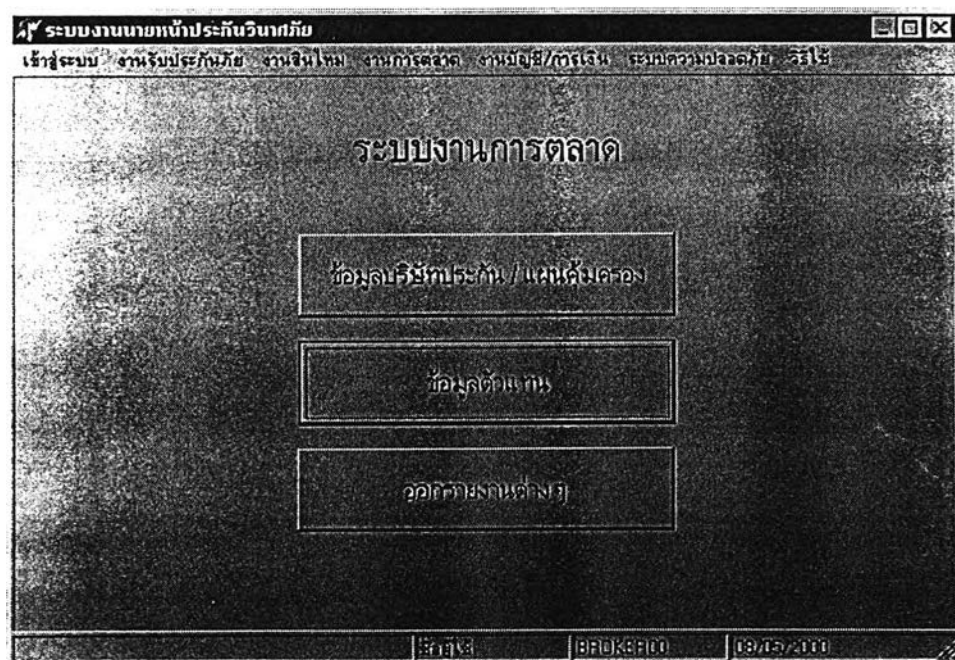 ระบบงานนายหน้าประกันวินาศภัย
เข้าสู่ระบบ งานรับประกันภัย งานสินไหม งานการตลาด งานบัญชี/การเงิน ระบบความปลอดภัย วิธีใช้
ระบบงานการตลาด
ข้อมูลบริษัทประกัน / แผนคุ้มครอง
ข้อมูลตัวแทน
ออกรายงานต่าง ๆ
ชื่อผู้ใช้ BROKER00 08/05/2000